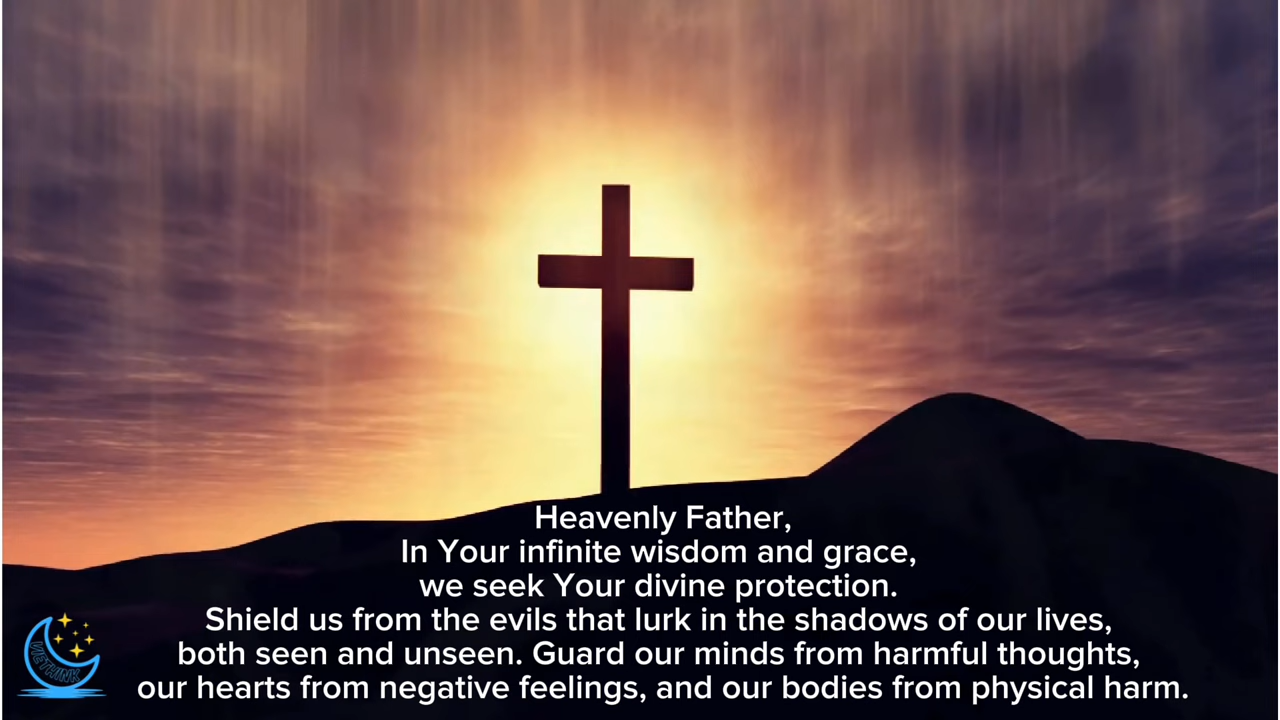 Heavenly Father,
In Your infinite wisdom and grace,
we seek Your divine protection.
Shield us from the evils that lurk in the shadows of our lives,
both seen and unseen. Guard our minds from harmful thoughts,
our hearts from negative feelings, and our bodies from physical harm.